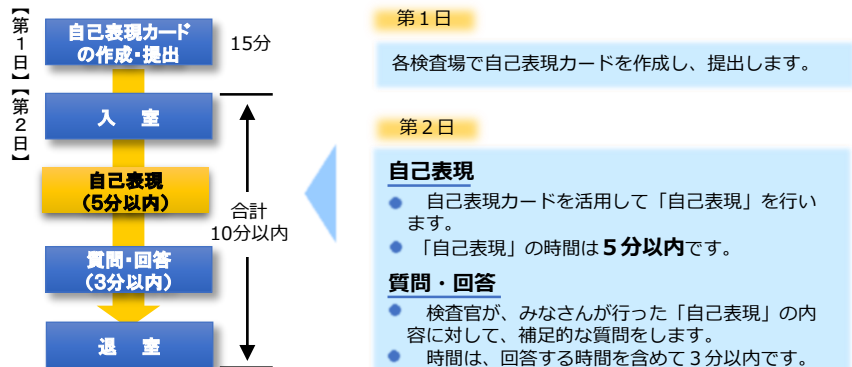 【第1日】
自己表現カード
の作成・提出
15分
【第2日】
入 室
自己表現
(5分以内)
合計
10分以内
質問・回答
(3分以内)
退 室
第1日
各検査場で自己表現カードを作成し、提出します。
第2日
自己表現
● 自己表現カードを活用して「自己表現」を行い
ます。
● 「自己表現」の時間は5分以内です。
質問・回答
● 検査官が、みなさんが行った「自己表現」の内
容に対して、補足的な質問をします。
● 時間は、回答する時間を含めて3分以内です。